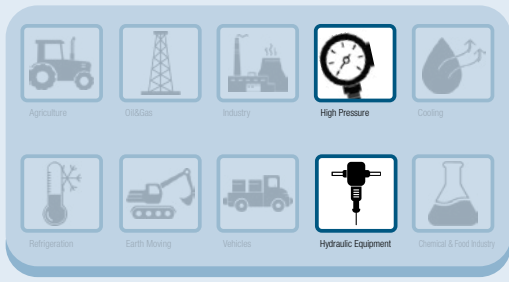 Agriculture
Oil&Gas
Industry
High Pressure
Cooling
Refrigeration
Earth Moving
Vehicles
Hydraulic Equipment
Chemical & Food Industry